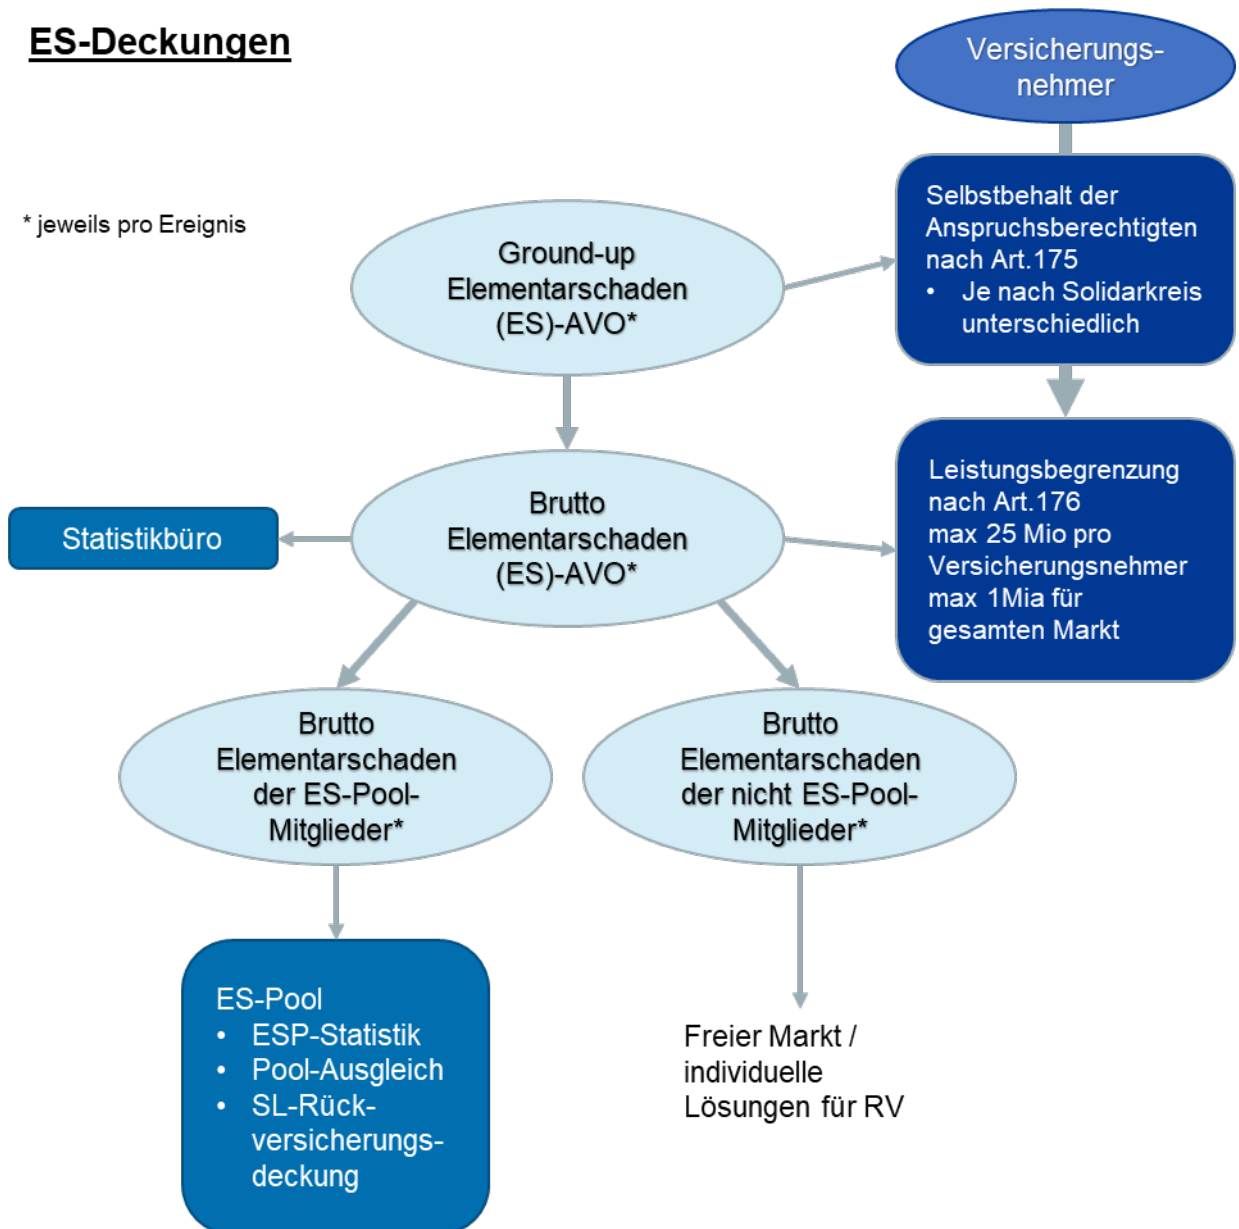 ES-Deckungen
Versicherungs-
nehmer
* jeweils pro Ereignis
Ground-up
Elementarschaden
(ES)-AVO*
Selbstbehalt der
Anspruchsberechtigten
nach Art.175
• Je nach Solidarkreis
unterschiedlich
Statistikbüro
Brutto
Elementarschaden
(ES)-AVO*
Leistungsbegrenzung
nach Art.176
max 25 Mio pro
Versicherungsnehmer
max 1Mia für
gesamten Markt
Brutto
Elementarschaden
der ES-Pool-
Mitglieder*
Brutto
Elementarschaden
der nicht ES-Pool-
Mitglieder*
ES-Pool
• ESP-Statistik
• Pool-Ausgleich
• SL-Rück-
versicherungs-
deckung
Freier Markt /
individuelle
Lösungen für RV